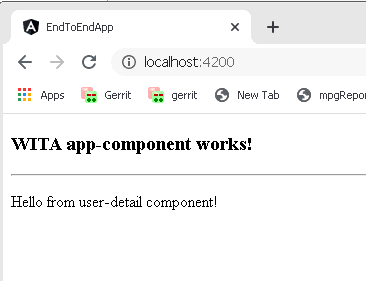 EndToEndApp
localhost:4200
Apps Gerrit gerrit New Tab mpgRepor
WITA app-component works!
Hello from user-detail component!